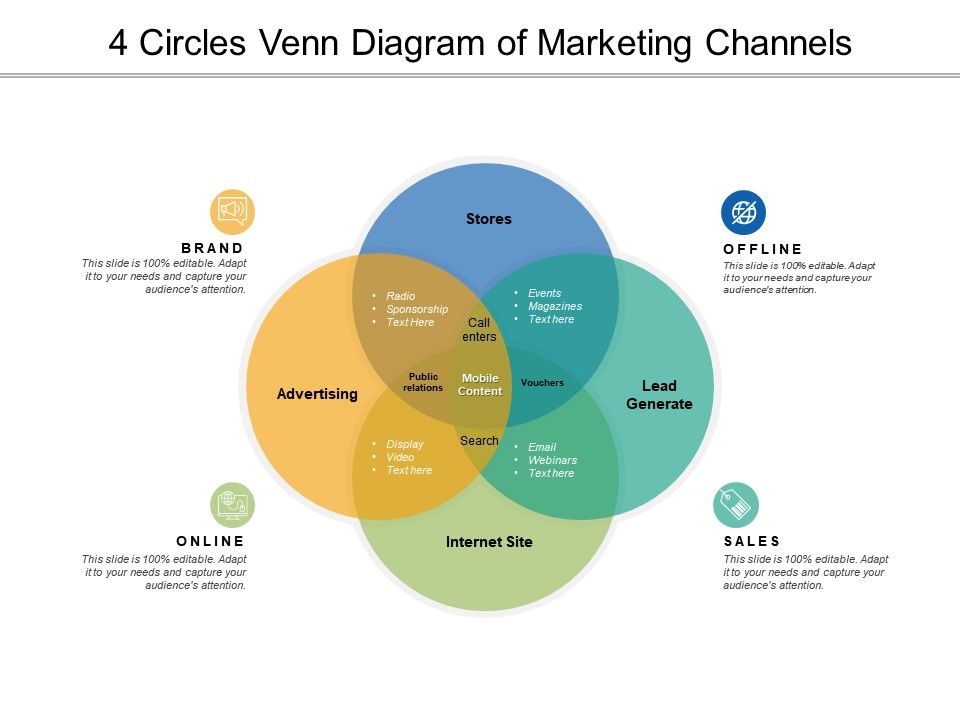 4 Circles Venn Diagram of Marketing Channels
BRAND
This slide is 100% editable. Adapt
it to your needs and capture your
audience's attention.
OFFLINE
This slide is 100% editable. Adapt
it to your needs and capture your
audience's attention.
Stores
• Radio
• Sponsorship
• Text Here
• Events
• Magazines
• Text here
Call
enters
Advertising
Public
relations
Mobile
Content
Vouchers
Lead
Generate
• Display
• Video
• Text here
Search
• Email
• Webinars
• Text here
Internet Site
ONLINE
This slide is 100% editable. Adapt
it to your needs and capture your
audience's attention.
SALES
This slide is 100% editable. Adapt
it to your needs and capture your
audience's attention.